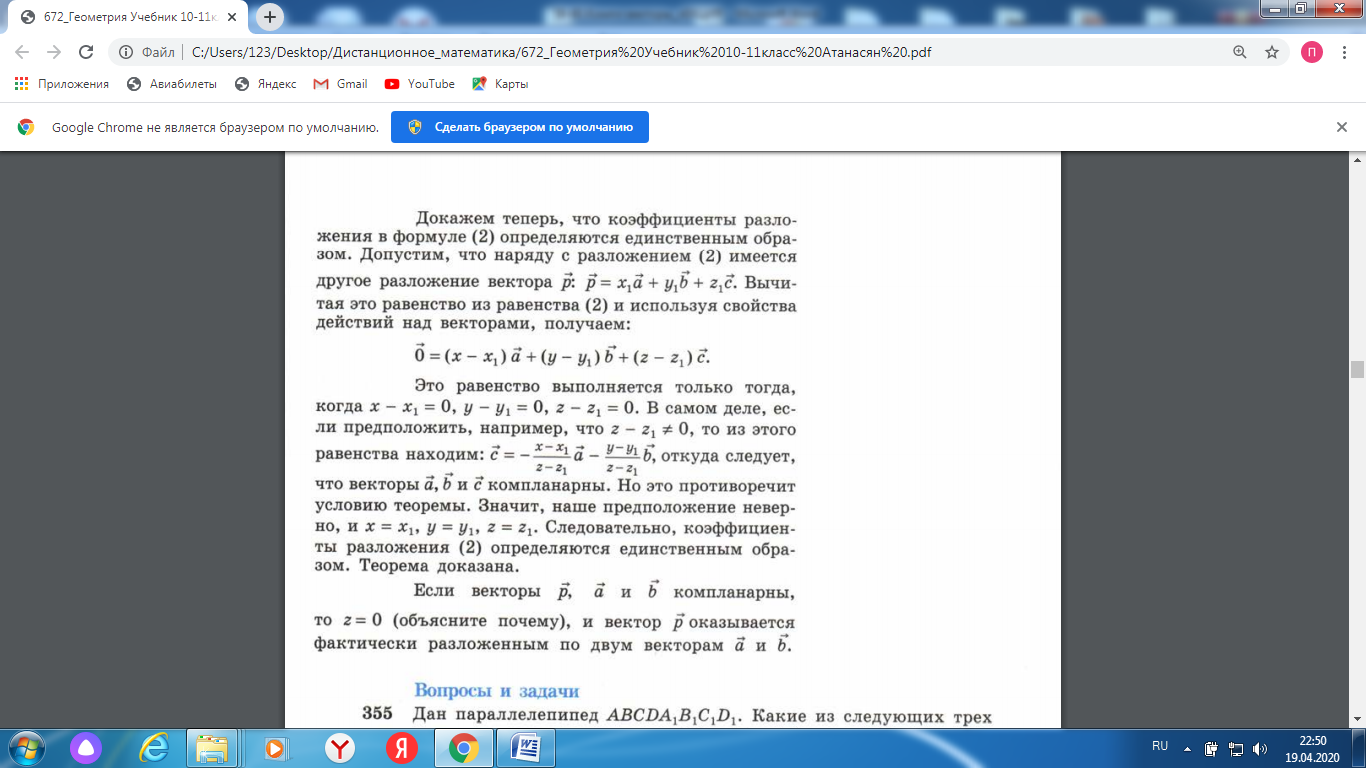 672_Геометрия Учебник 10-11к
Файл C:/Users/123/Desktop/Дистанционное_математика/672_Геометрия%20Учебник%2010-11класс%20Атанасян%20.pdf
П
Приложения Авиабилеты Яндекс Gmail YouTube Карты
Google Chrome не является браузером по умолчанию. Сделать браузером по умолчанию
Докажем теперь, что коэффициенты разло-
жения в формуле (2) определяются единственным обра-
зом. Допустим, что наряду с разложением (2) имеется
другое разложение вектора p⃗: p⃗ = x₁a⃗ + y₁b⃗ + z₁c⃗. Вычи-
тая это равенство из равенства (2) и используя свойства
действий над векторами, получаем:
0⃗ = (x − x₁) a⃗ + (y − y₁) b⃗ + (z − z₁) c⃗.
Это равенство выполняется только тогда,
когда x − x₁ = 0, y − y₁ = 0, z − z₁ = 0. В самом деле, ес-
ли предположить, например, что z − z₁ ≠ 0, то из этого
равенства находим: c⃗ = − (x−x₁)/(z−z₁) a⃗ − (y−y₁)/(z−z₁) b⃗, откуда следует,
что векторы a⃗, b⃗ и c⃗ компланарны. Но это противоречит
условию теоремы. Значит, наше предположение невер-
но, и x = x₁, y = y₁, z = z₁. Следовательно, коэффициен-
ты разложения (2) определяются единственным обра-
зом. Теорема доказана.
Если векторы p⃗, a⃗ и b⃗ компланарны,
то z = 0 (объясните почему), и вектор p⃗ оказывается
фактически разложенным по двум векторам a⃗ и b⃗.
Вопросы и задачи
355 Дан параллелепипед ABCDA₁B₁C₁D₁. Какие из следующих трех
RU 22:50
19.04.2020